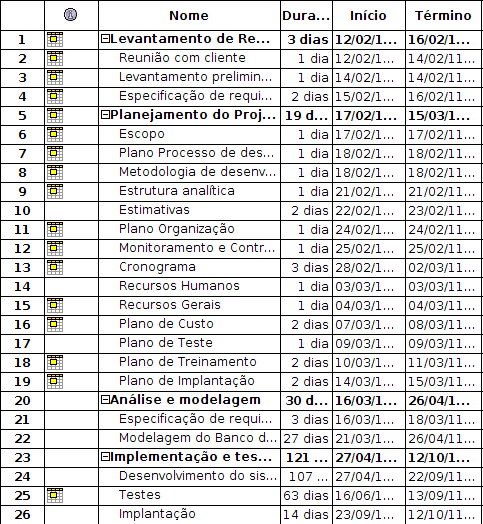 Nome Dura... Início Término
1 Levantamento de Re... 3 dias 12/02/1... 16/02/1...
2 Reunião com cliente 1 dia 12/02/1... 14/02/11...
3 Levantamento prelimin... 1 dia 14/02/1... 14/02/11...
4 Especificação de requi... 2 dias 15/02/1... 16/02/11...
5 Planejamento do Proj... 19 d... 17/02/1... 15/03/1...
6 Escopo 1 dia 17/02/1... 17/02/11...
7 Plano Processo de des... 1 dia 18/02/1... 18/02/11...
8 Metodologia de desenv... 1 dia 18/02/1... 18/02/11...
9 Estrutura analítica 1 dia 21/02/1... 21/02/11...
10 Estimativas 2 dias 22/02/1... 23/02/11...
11 Plano Organização 1 dia 24/02/1... 24/02/11...
12 Monitoramento e Contr... 1 dia 25/02/1... 25/02/11...
13 Cronograma 3 dias 28/02/1... 02/03/11...
14 Recursos Humanos 1 dia 03/03/1... 03/03/11...
15 Recursos Gerais 1 dia 04/03/1... 04/03/11...
16 Plano de Custo 2 dias 07/03/1... 08/03/11...
17 Plano de Teste 1 dia 09/03/1... 09/03/11...
18 Plano de Treinamento 2 dias 10/03/1... 11/03/11...
19 Plano de Implantação 2 dias 14/03/1... 15/03/11...
20 Análise e modelagem 30 d... 16/03/1... 26/04/1...
21 Especificação de requi... 3 dias 16/03/1... 18/03/11...
22 Modelagem do Banco d... 27 dias 21/03/1... 26/04/11...
23 Implementação e tes... 121 ... 27/04/1... 12/10/1...
24 Desenvolvimento do sis... 107 ... 27/04/1... 22/09/11...
25 Testes 63 dias 16/06/1... 13/09/11...
26 Implantação 14 dias 23/09/1... 12/10/11...